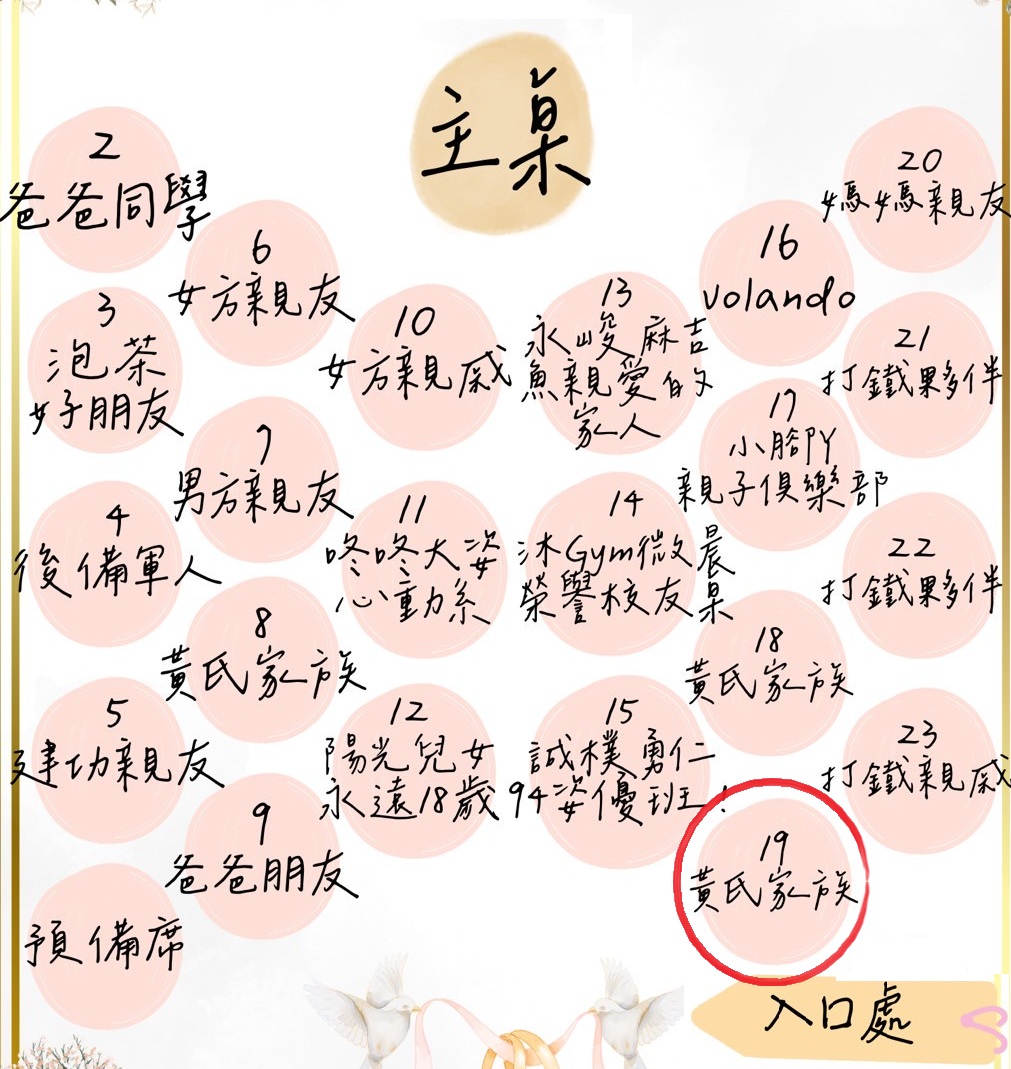 主桌
2
爸爸同學
3
泡茶
好子朋友
4
後備軍人
5
建功親友
預備席
6
女方親友
7
男方親友
8
黃氏家族
9
爸爸朋友
10
女方親戚
11
咚咚大姿
心動系
12
陽光兒女
永遠18歲
13
永峻麻吉
魚親愛的
家人
14
沐Gym微晨
榮譽校友杲
15
誠樸勇仁
94姿優班!
16
volando
17
小腳丫
親子俱樂部
18
黃氏家族
19
黃氏家族
20
媽媽親友
21
打鐵夥伴
22
打鐵夥伴
23
打鐵親戚
入口處